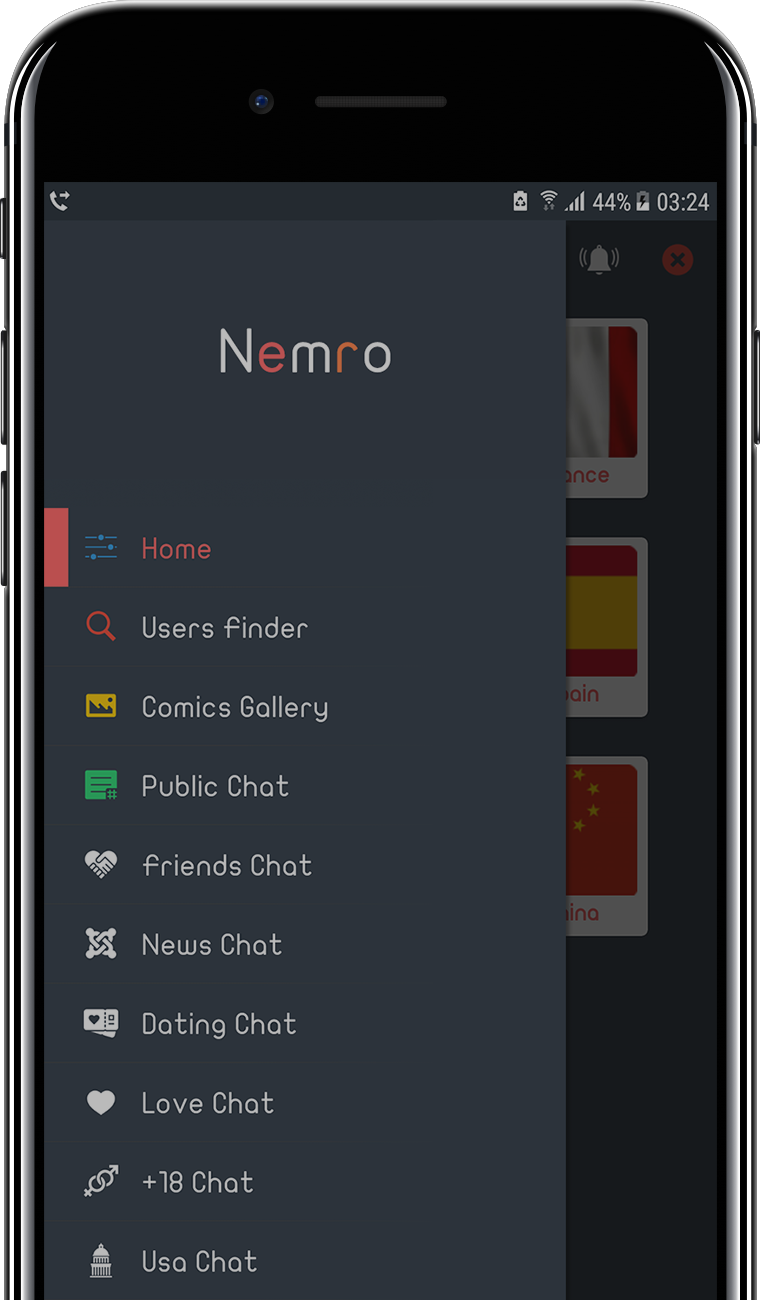 44% 03:24
Nemro
ance
Home
Users Finder
ain
Comics Gallery
Public Chat
Friends Chat
ina
News Chat
Dating Chat
Love Chat
+18 Chat
Usa Chat